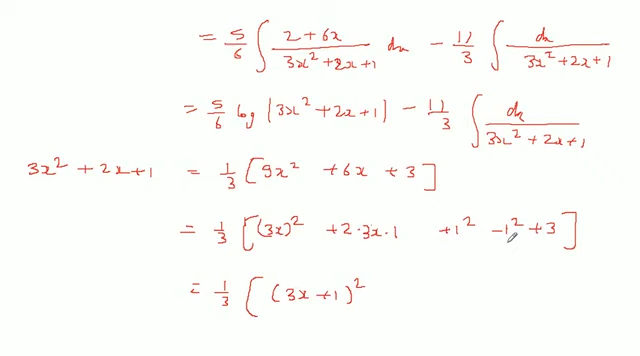 = 5/6 ∫ (2 + 6x)/(3x² + 2x + 1) dx − 11/3 ∫ dx/(3x² + 2x + 1)
= 5/6 log |3x² + 2x + 1| − 11/3 ∫ dx/(3x² + 2x + 1)
3x² + 2x + 1 = 1/3 [9x² + 6x + 3]
= 1/3 [(3x)² + 2·3x·1 + 1² − 1² + 3]
= 1/3 [(3x + 1)²